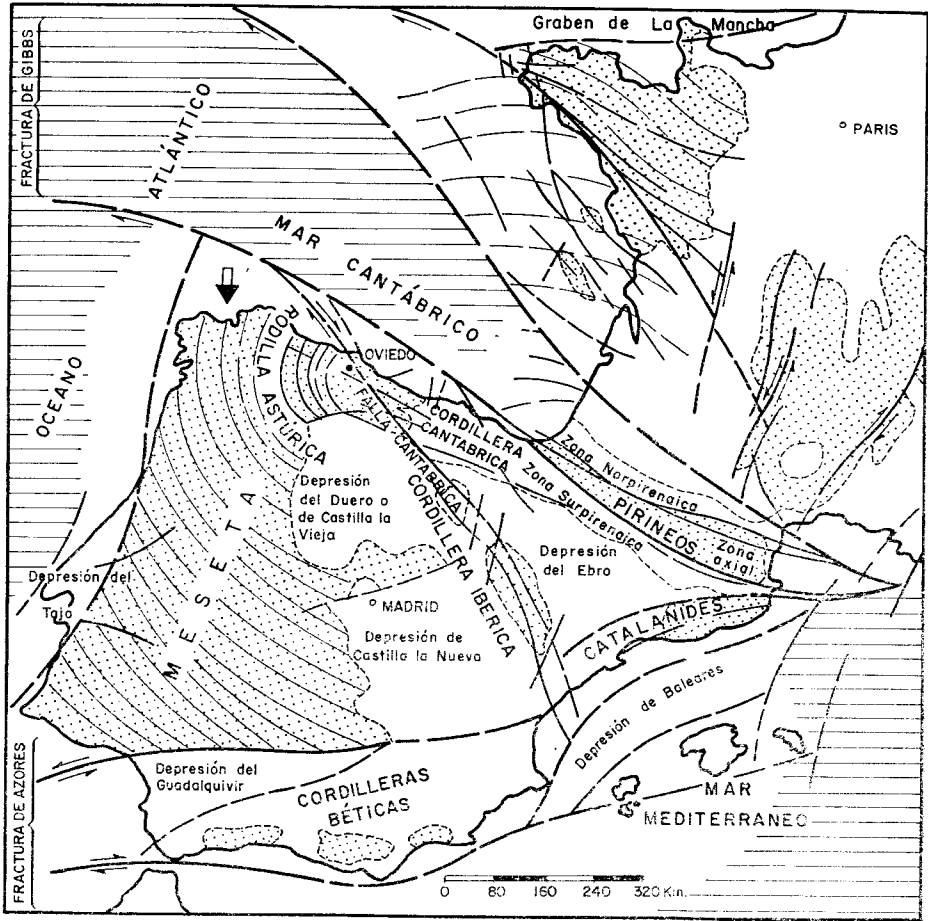 Graben de La Mancha
FRACTURA DE GIBBS
ATLÁNTICO
PARIS
MAR
CANTÁBRICO
OCEANO
RODILLA
ASTURICA
OVIEDO
FALLA-CANTÁBRICA
CORDILLERA
CANTÁBRICA
Zona Norpirenaica
Zona Surpirenaica
PIRINEOS
Zona
axial
Depresión
del Duero o
de Castilla la
Vieja
CORDILLERA IBERICA
Depresión
del Ebro
MESETA
Depresión del
Tajo
MADRID
Depresión de
Castilla la Nueva
CATALAÑIDES
Depresión de Baleares
FRACTURA DE AZORES
Depresión del
Guadalquivir
CORDILLERAS
BÉTICAS
MAR
MEDITERRANEO
0 80 160 240 320 Km.